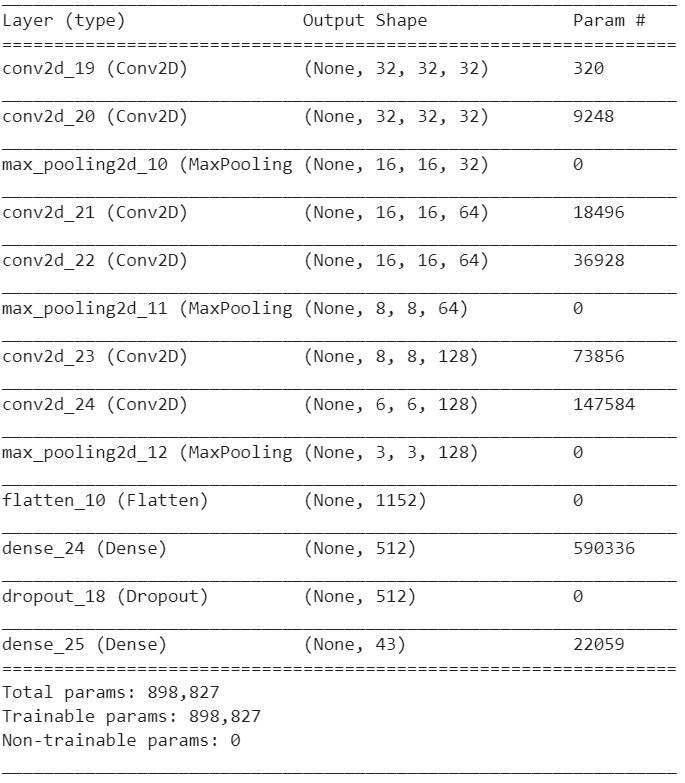 Layer (type) Output Shape Param #
=================================================================
conv2d_19 (Conv2D) (None, 32, 32, 32) 320
conv2d_20 (Conv2D) (None, 32, 32, 32) 9248
max_pooling2d_10 (MaxPooling (None, 16, 16, 32) 0
conv2d_21 (Conv2D) (None, 16, 16, 64) 18496
conv2d_22 (Conv2D) (None, 16, 16, 64) 36928
max_pooling2d_11 (MaxPooling (None, 8, 8, 64) 0
conv2d_23 (Conv2D) (None, 8, 8, 128) 73856
conv2d_24 (Conv2D) (None, 6, 6, 128) 147584
max_pooling2d_12 (MaxPooling (None, 3, 3, 128) 0
flatten_10 (Flatten) (None, 1152) 0
dense_24 (Dense) (None, 512) 590336
dropout_18 (Dropout) (None, 512) 0
dense_25 (Dense) (None, 43) 22059
=================================================================
Total params: 898,827
Trainable params: 898,827
Non-trainable params: 0